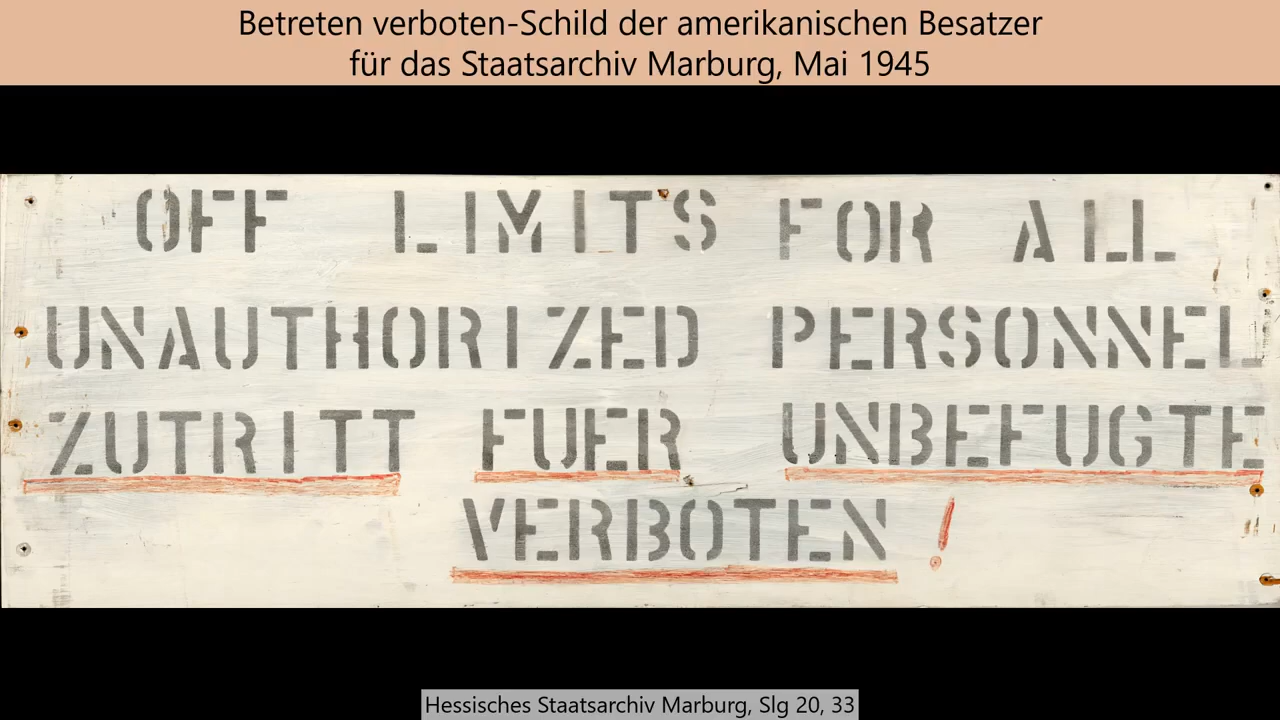 Betreten verboten-Schild der amerikanischen Besatzer
für das Staatsarchiv Marburg, Mai 1945
OFF LIMITS FOR ALL
UNAUTHORIZED PERSONNEL
ZUTRITT FUER UNBEFUGTE
VERBOTEN !
Hessisches Staatsarchiv Marburg, Slg 20, 33